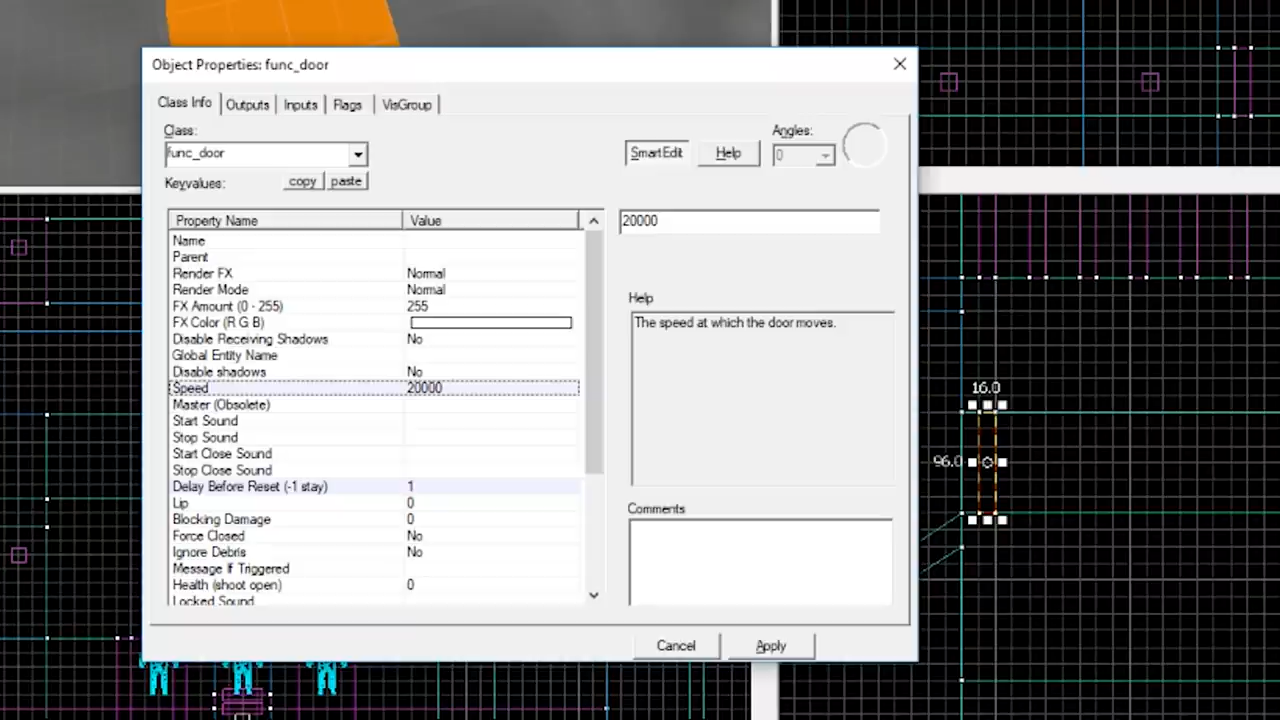 Object Properties: func_door
Class Info Outputs Inputs Flags VisGroup
Class:
func_door
SmartEdit
Help
Angles:
0
Keyvalues:
copy
paste
Property Name Value
20000
Name
Parent
Render FX Normal
Render Mode Normal
FX Amount (0 - 255) 255
FX Color (R G B)
Disable Receiving Shadows No
Global Entity Name
Disable shadows No
Speed 20000
Master (Obsolete)
Start Sound
Stop Sound
Start Close Sound
Stop Close Sound
Delay Before Reset (-1 stay) 1
Lip 0
Blocking Damage 0
Force Closed No
Ignore Debris No
Message If Triggered
Health (shoot open) 0
Locked Sound
Help
The speed at which the door moves.
Comments
Cancel
Apply
16.0
96.0